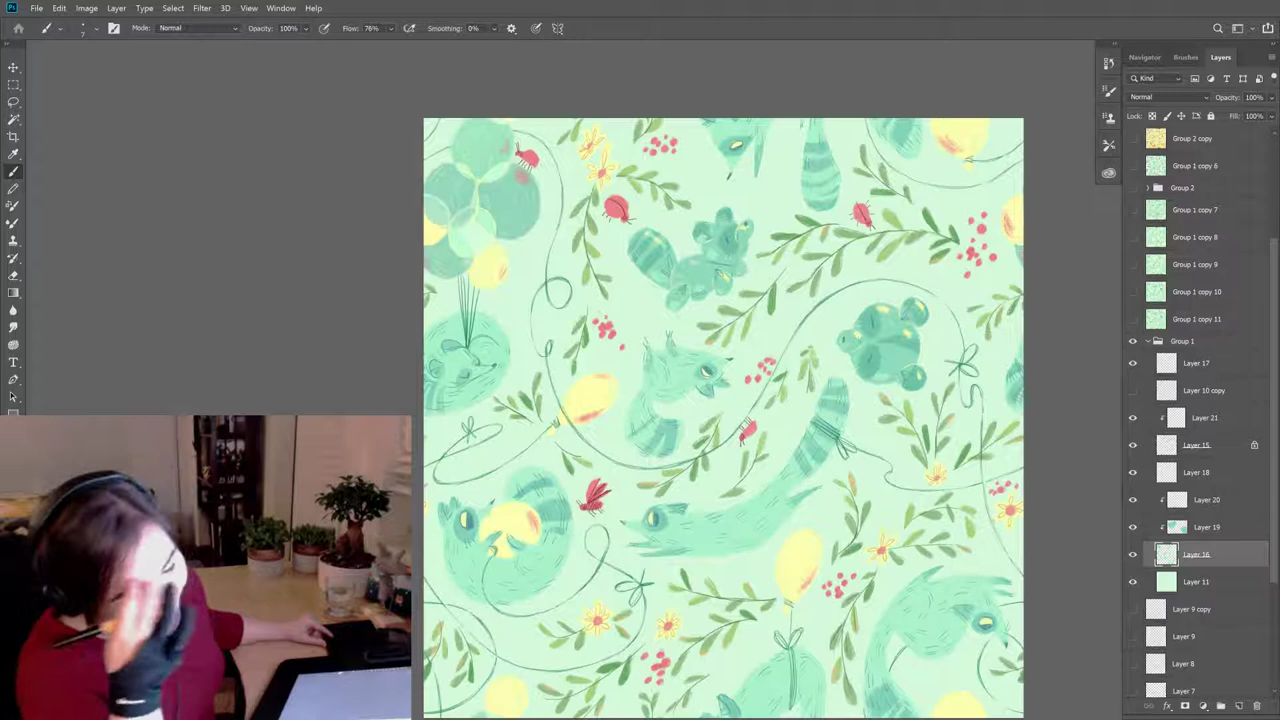 Ps File Edit Image Layer Type Select Filter 3D View Window Help
7 Mode: Normal Opacity: 100% Flow: 76% Smoothing: 0%
Navigator Brushes Layers
Kind
Normal Opacity: 100%
Lock: Fill: 100%
Group 2 copy
Group 1 copy 6
Group 2
Group 1 copy 7
Group 1 copy 8
Group 1 copy 9
Group 1 copy 10
Group 1 copy 11
Group 1
Layer 17
Layer 10 copy
Layer 21
Layer 15
Layer 18
Layer 20
Layer 19
Layer 16
Layer 11
Layer 9 copy
Layer 9
Layer 8
Layer 7
fx